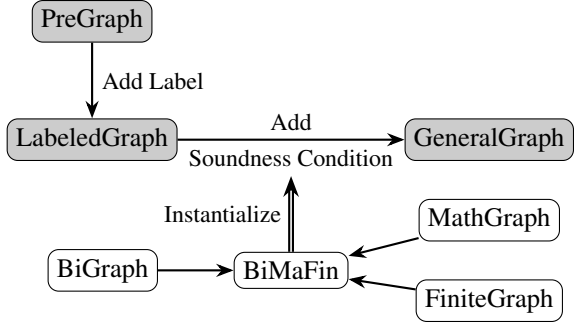 PreGraph
Add Label
LabeledGraph
Add
Soundness Condition
GeneralGraph
Instantialize
MathGraph
BiGraph
BiMaFin
FiniteGraph